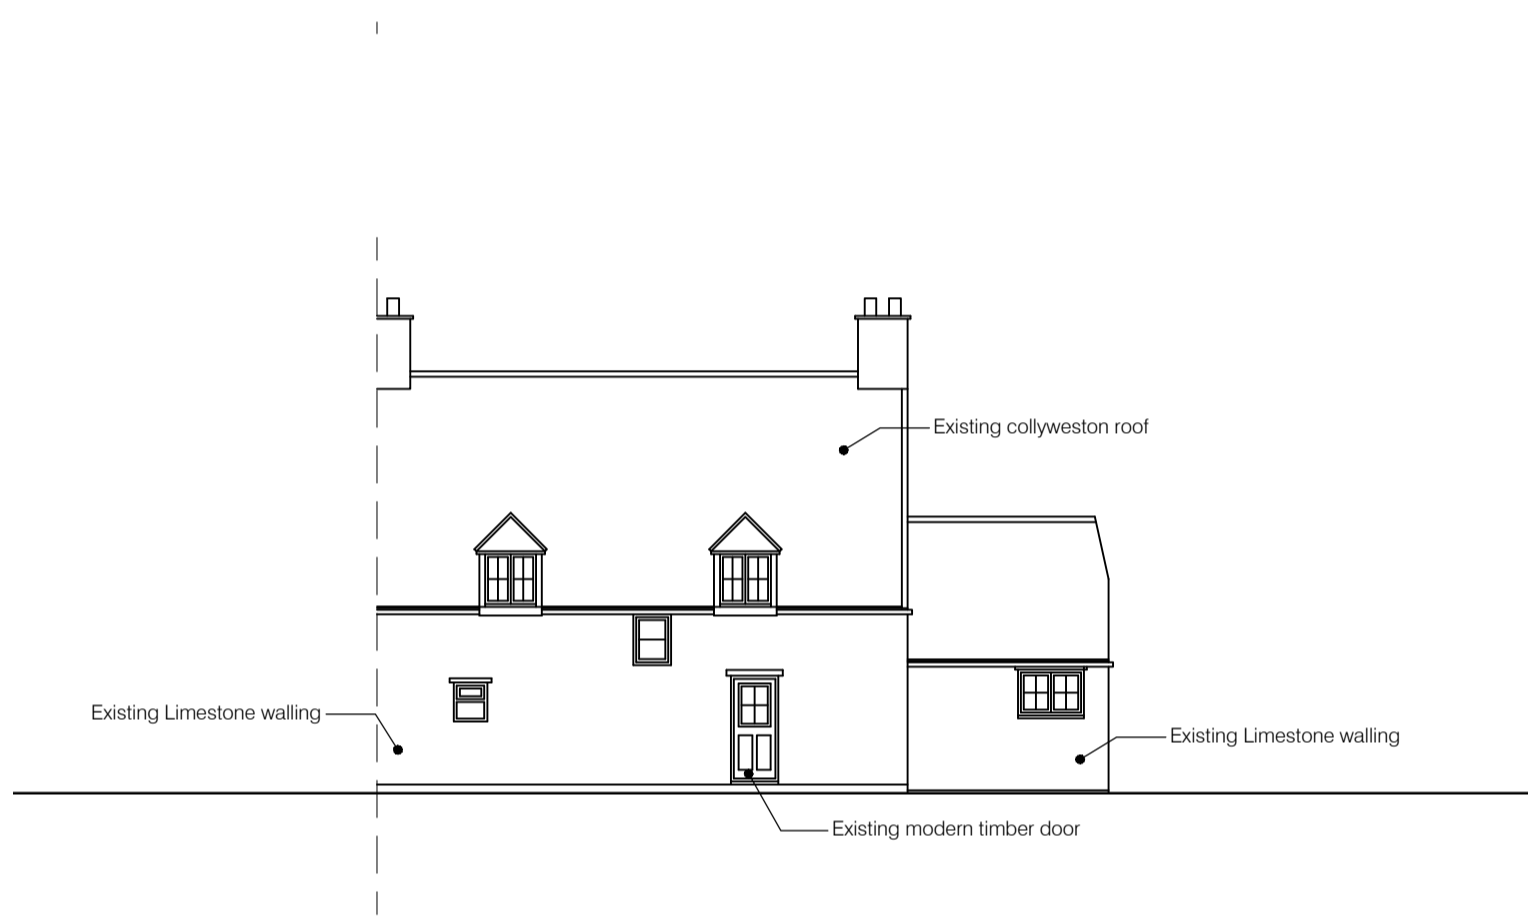 Existing collyweston roof
Existing Limestone walling
Existing Limestone walling
Existing modern timber door